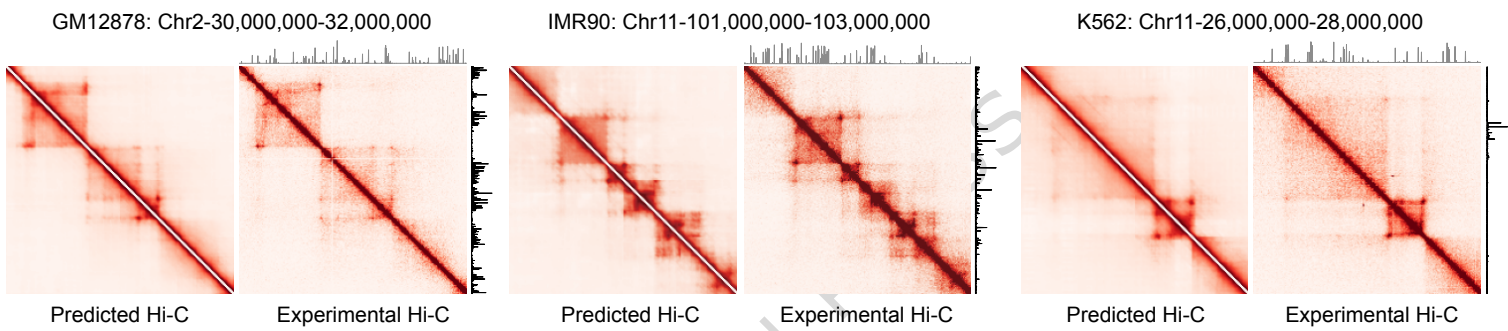 GM12878: Chr2-30,000,000-32,000,000
IMR90: Chr11-101,000,000-103,000,000
K562: Chr11-26,000,000-28,000,000
Predicted Hi-C
Experimental Hi-C
Predicted Hi-C
Experimental Hi-C
Predicted Hi-C
Experimental Hi-C